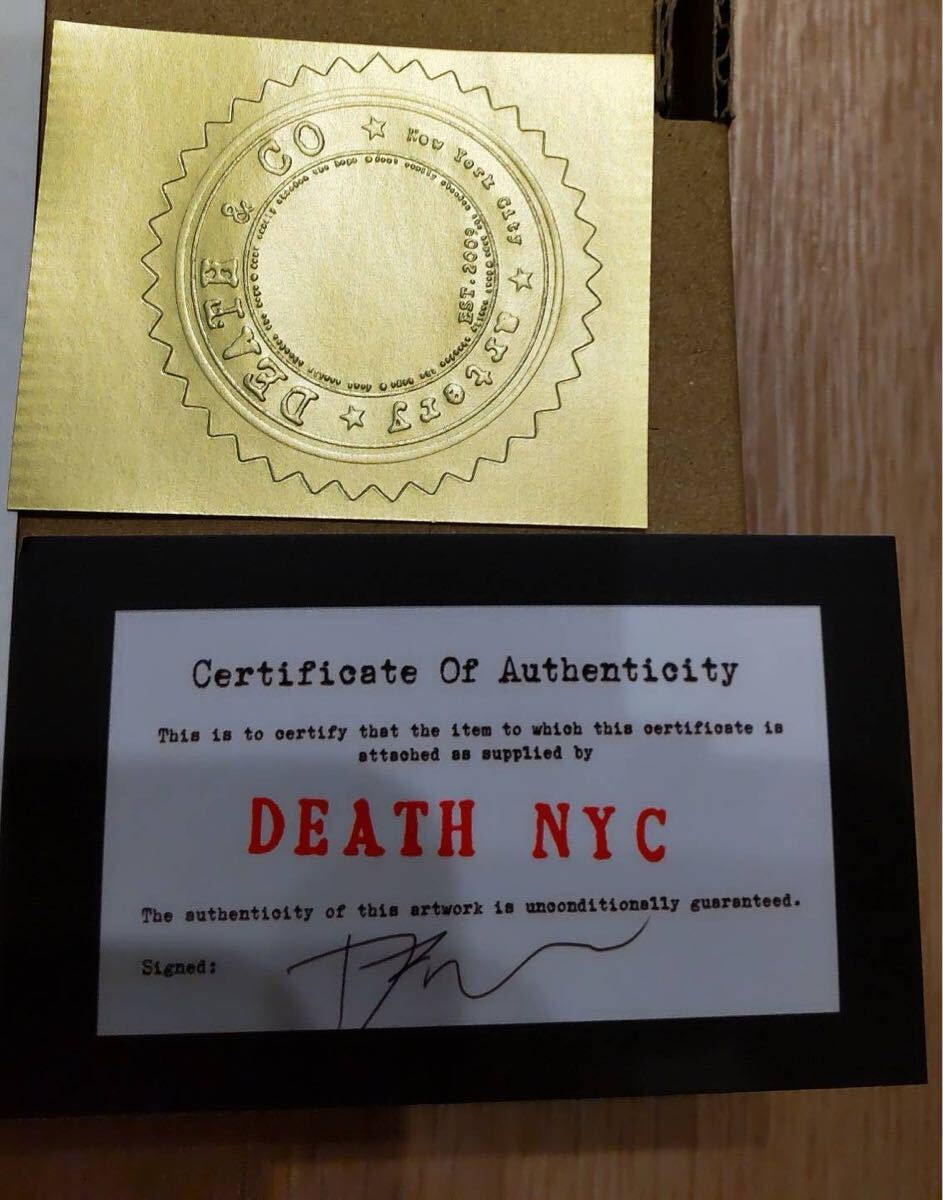 DEATH & CO
New York City
artery
EST. 2009
Certificate Of Authenticity
This is to certify that the item to which this certificate is
attached as supplied by
DEATH NYC
The authenticity of this artwork is unconditionally guaranteed.
Signed: